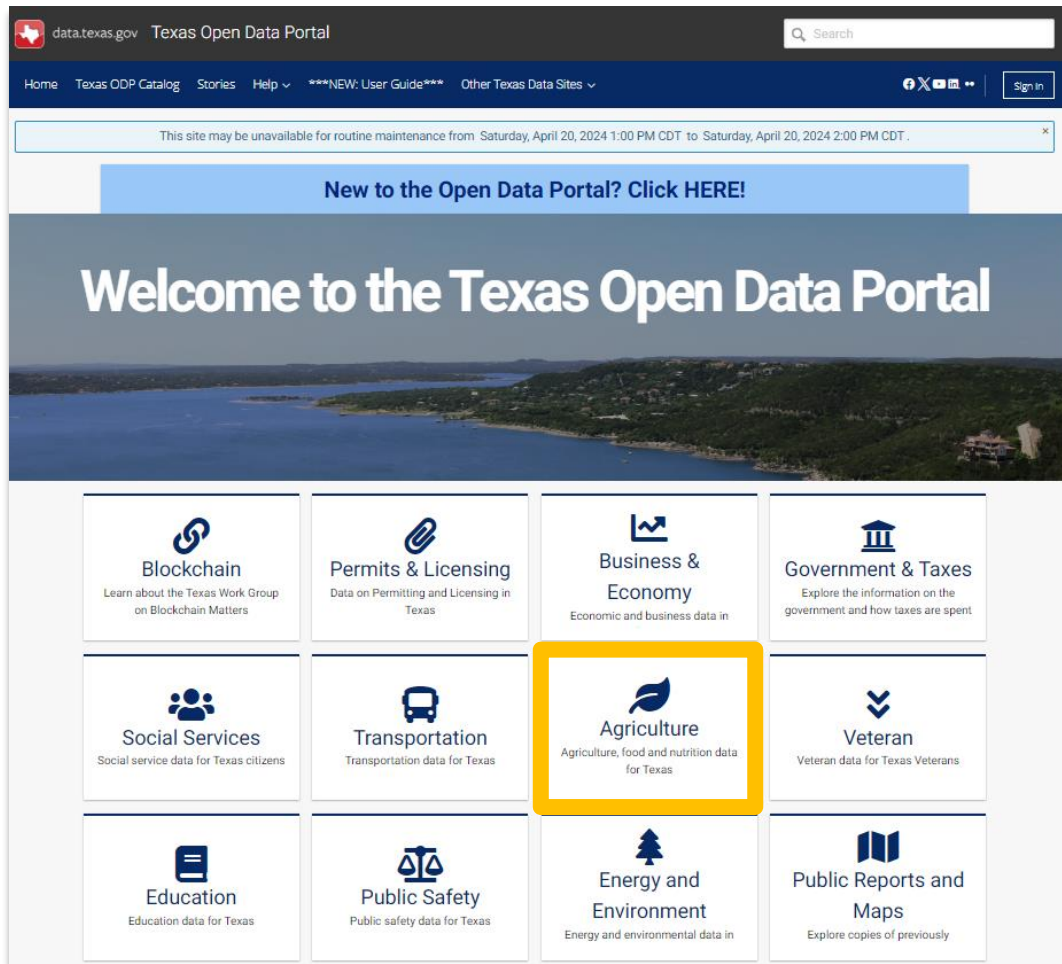 data.texas.gov Texas Open Data Portal
Search
Home Texas ODP Catalog Stories Help ***NEW: User Guide*** Other Texas Data Sites
Sign In
This site may be unavailable for routine maintenance from Saturday, April 20, 2024 1:00 PM CDT to Saturday, April 20, 2024 2:00 PM CDT.
New to the Open Data Portal? Click HERE!
Welcome to the Texas Open Data Portal
Blockchain
Learn about the Texas Work Group
on Blockchain Matters
Permits & Licensing
Data on Permitting and Licensing in
Texas
Business &
Economy
Economic and business data in
Government & Taxes
Explore the information on the
government and how taxes are spent
Social Services
Social service data for Texas citizens
Transportation
Transportation data for Texas
Agriculture
Agriculture, food and nutrition data
for Texas
Veteran
Veteran data for Texas Veterans
Education
Education data for Texas
Public Safety
Public safety data for Texas
Energy and
Environment
Energy and environmental data in
Public Reports and
Maps
Explore copies of previously